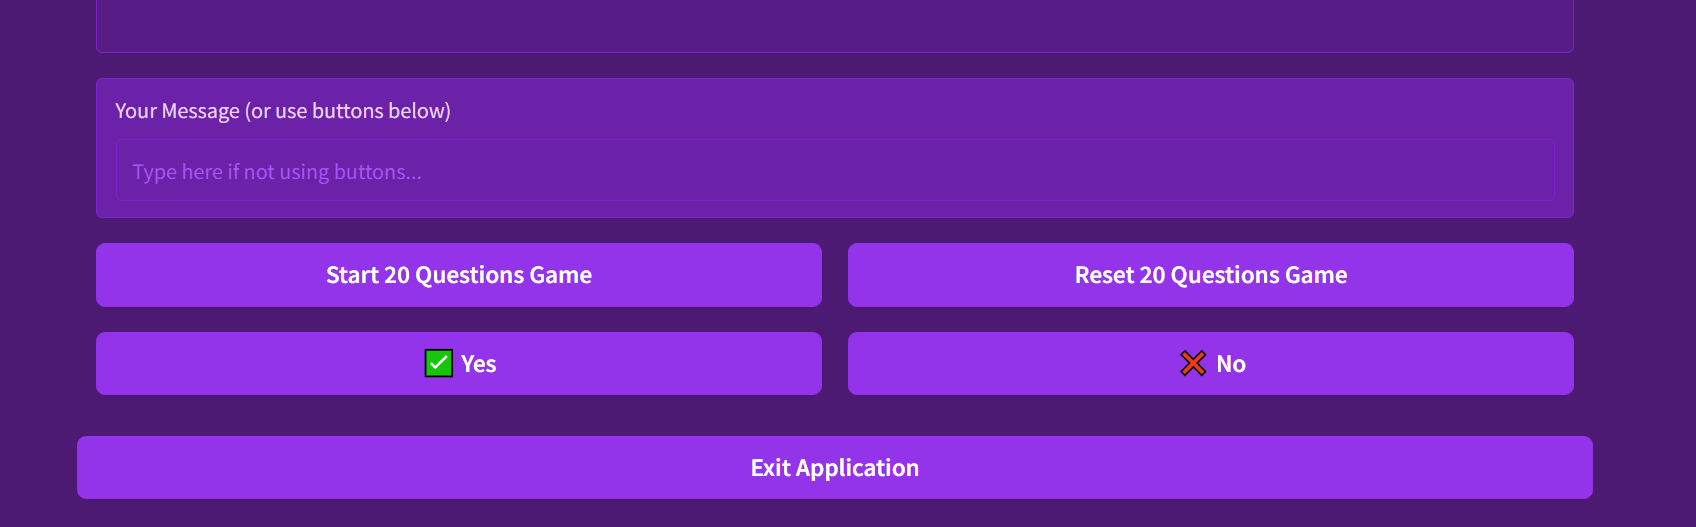 Your Message (or use buttons below)
Type here if not using buttons...
Start 20 Questions Game
Reset 20 Questions Game
✅ Yes
❌ No
Exit Application